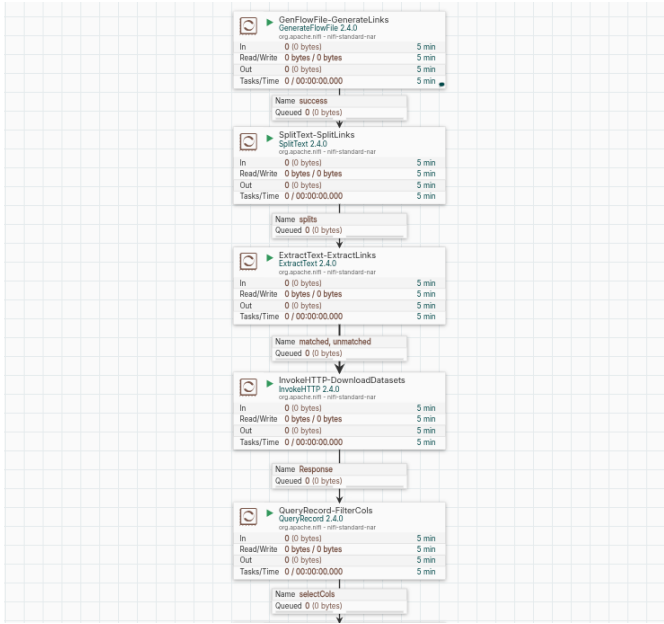 GenFlowFile-GenerateLinks
GenerateFlowFile 2.4.0
org.apache.nifi - nifi-standard-nar
In 0 (0 bytes) 5 min
Read/Write 0 bytes / 0 bytes 5 min
Out 0 (0 bytes) 5 min
Tasks/Time 0 / 00:00:00.000 5 min
Name success
Queued 0 (0 bytes)
SplitText-SplitLinks
SplitText 2.4.0
org.apache.nifi - nifi-standard-nar
In 0 (0 bytes) 5 min
Read/Write 0 bytes / 0 bytes 5 min
Out 0 (0 bytes) 5 min
Tasks/Time 0 / 00:00:00.000 5 min
Name splits
Queued 0 (0 bytes)
ExtractText-ExtractLinks
ExtractText 2.4.0
org.apache.nifi - nifi-standard-nar
In 0 (0 bytes) 5 min
Read/Write 0 bytes / 0 bytes 5 min
Out 0 (0 bytes) 5 min
Tasks/Time 0 / 00:00:00.000 5 min
Name matched, unmatched
Queued 0 (0 bytes)
InvokeHTTP-DownloadDatasets
InvokeHTTP 2.4.0
org.apache.nifi - nifi-standard-nar
In 0 (0 bytes) 5 min
Read/Write 0 bytes / 0 bytes 5 min
Out 0 (0 bytes) 5 min
Tasks/Time 0 / 00:00:00.000 5 min
Name Response
Queued 0 (0 bytes)
QueryRecord-FilterCols
QueryRecord 2.4.0
org.apache.nifi - nifi-standard-nar
In 0 (0 bytes) 5 min
Read/Write 0 bytes / 0 bytes 5 min
Out 0 (0 bytes) 5 min
Tasks/Time 0 / 00:00:00.000 5 min
Name selectCols
Queued 0 (0 bytes)